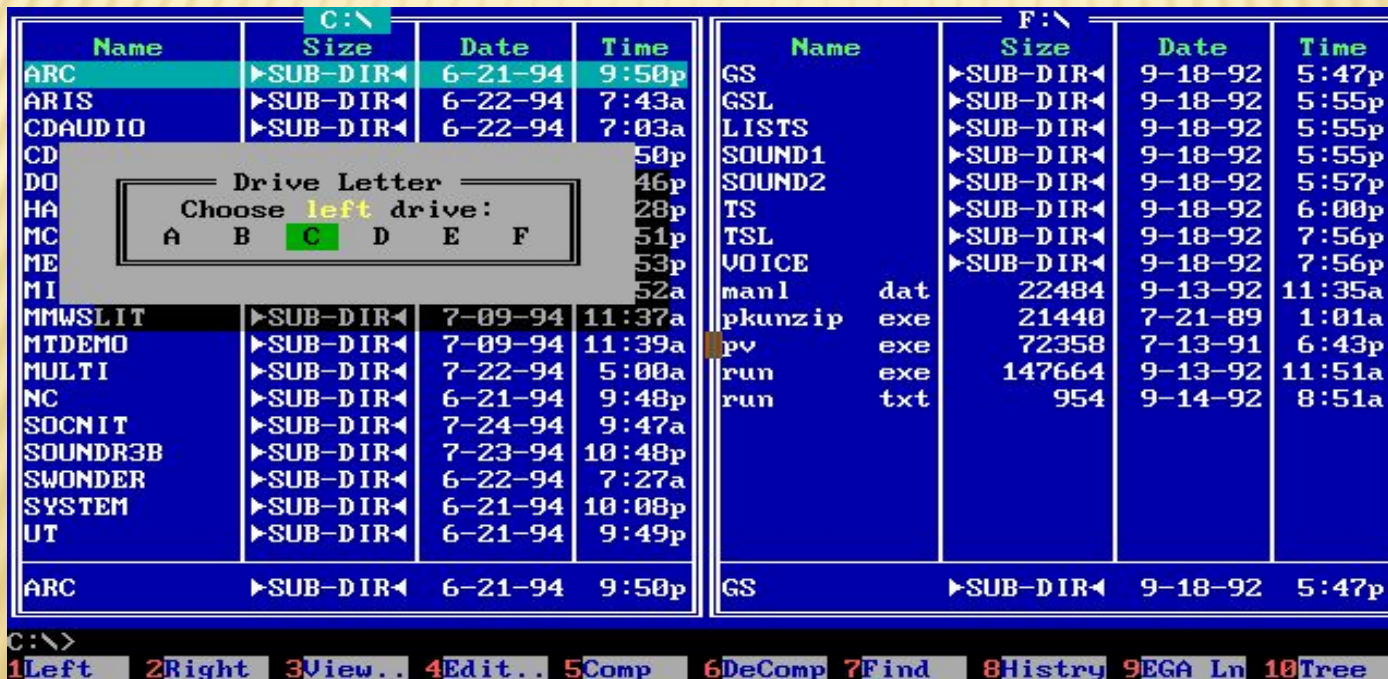 C:\ F:\
Name Size Date Time Name Size Date Time
ARC ►SUB-DIR◄ 6-21-94 9:50p GS ►SUB-DIR◄ 9-18-92 5:47p
ARIS ►SUB-DIR◄ 6-22-94 7:43a GSL ►SUB-DIR◄ 9-18-92 5:55p
CDAUDIO ►SUB-DIR◄ 6-22-94 7:03a LISTS ►SUB-DIR◄ 9-18-92 5:55p
CD 50p SOUND1 ►SUB-DIR◄ 9-18-92 5:55p
DO Drive Letter 46p SOUND2 ►SUB-DIR◄ 9-18-92 5:57p
HA Choose left drive: 28p TS ►SUB-DIR◄ 9-18-92 6:00p
MC A B C D E F 51p TSL ►SUB-DIR◄ 9-18-92 7:56p
ME 53p VOICE ►SUB-DIR◄ 9-18-92 7:56p
MI 52a manl dat 22484 9-13-92 11:35a
MMWSLIT ►SUB-DIR◄ 7-09-94 11:37a pkunzip exe 21440 7-21-89 1:01a
MTDEMO ►SUB-DIR◄ 7-09-94 11:39a pv exe 72358 7-13-91 6:43p
MULTI ►SUB-DIR◄ 7-22-94 5:00a run exe 147664 9-13-92 11:51a
NC ►SUB-DIR◄ 6-21-94 9:48p run txt 954 9-14-92 8:51a
SOCNIT ►SUB-DIR◄ 7-24-94 9:47a
SOUNDR3B ►SUB-DIR◄ 7-23-94 10:48p
SWONDER ►SUB-DIR◄ 6-22-94 7:27a
SYSTEM ►SUB-DIR◄ 6-21-94 10:08p
UT ►SUB-DIR◄ 6-21-94 9:49p
ARC ►SUB-DIR◄ 6-21-94 9:50p GS ►SUB-DIR◄ 9-18-92 5:47p
C:\>
1Left 2Right 3View.. 4Edit.. 5Comp 6DeComp 7Find 8Histry 9EGA Ln 10Tree